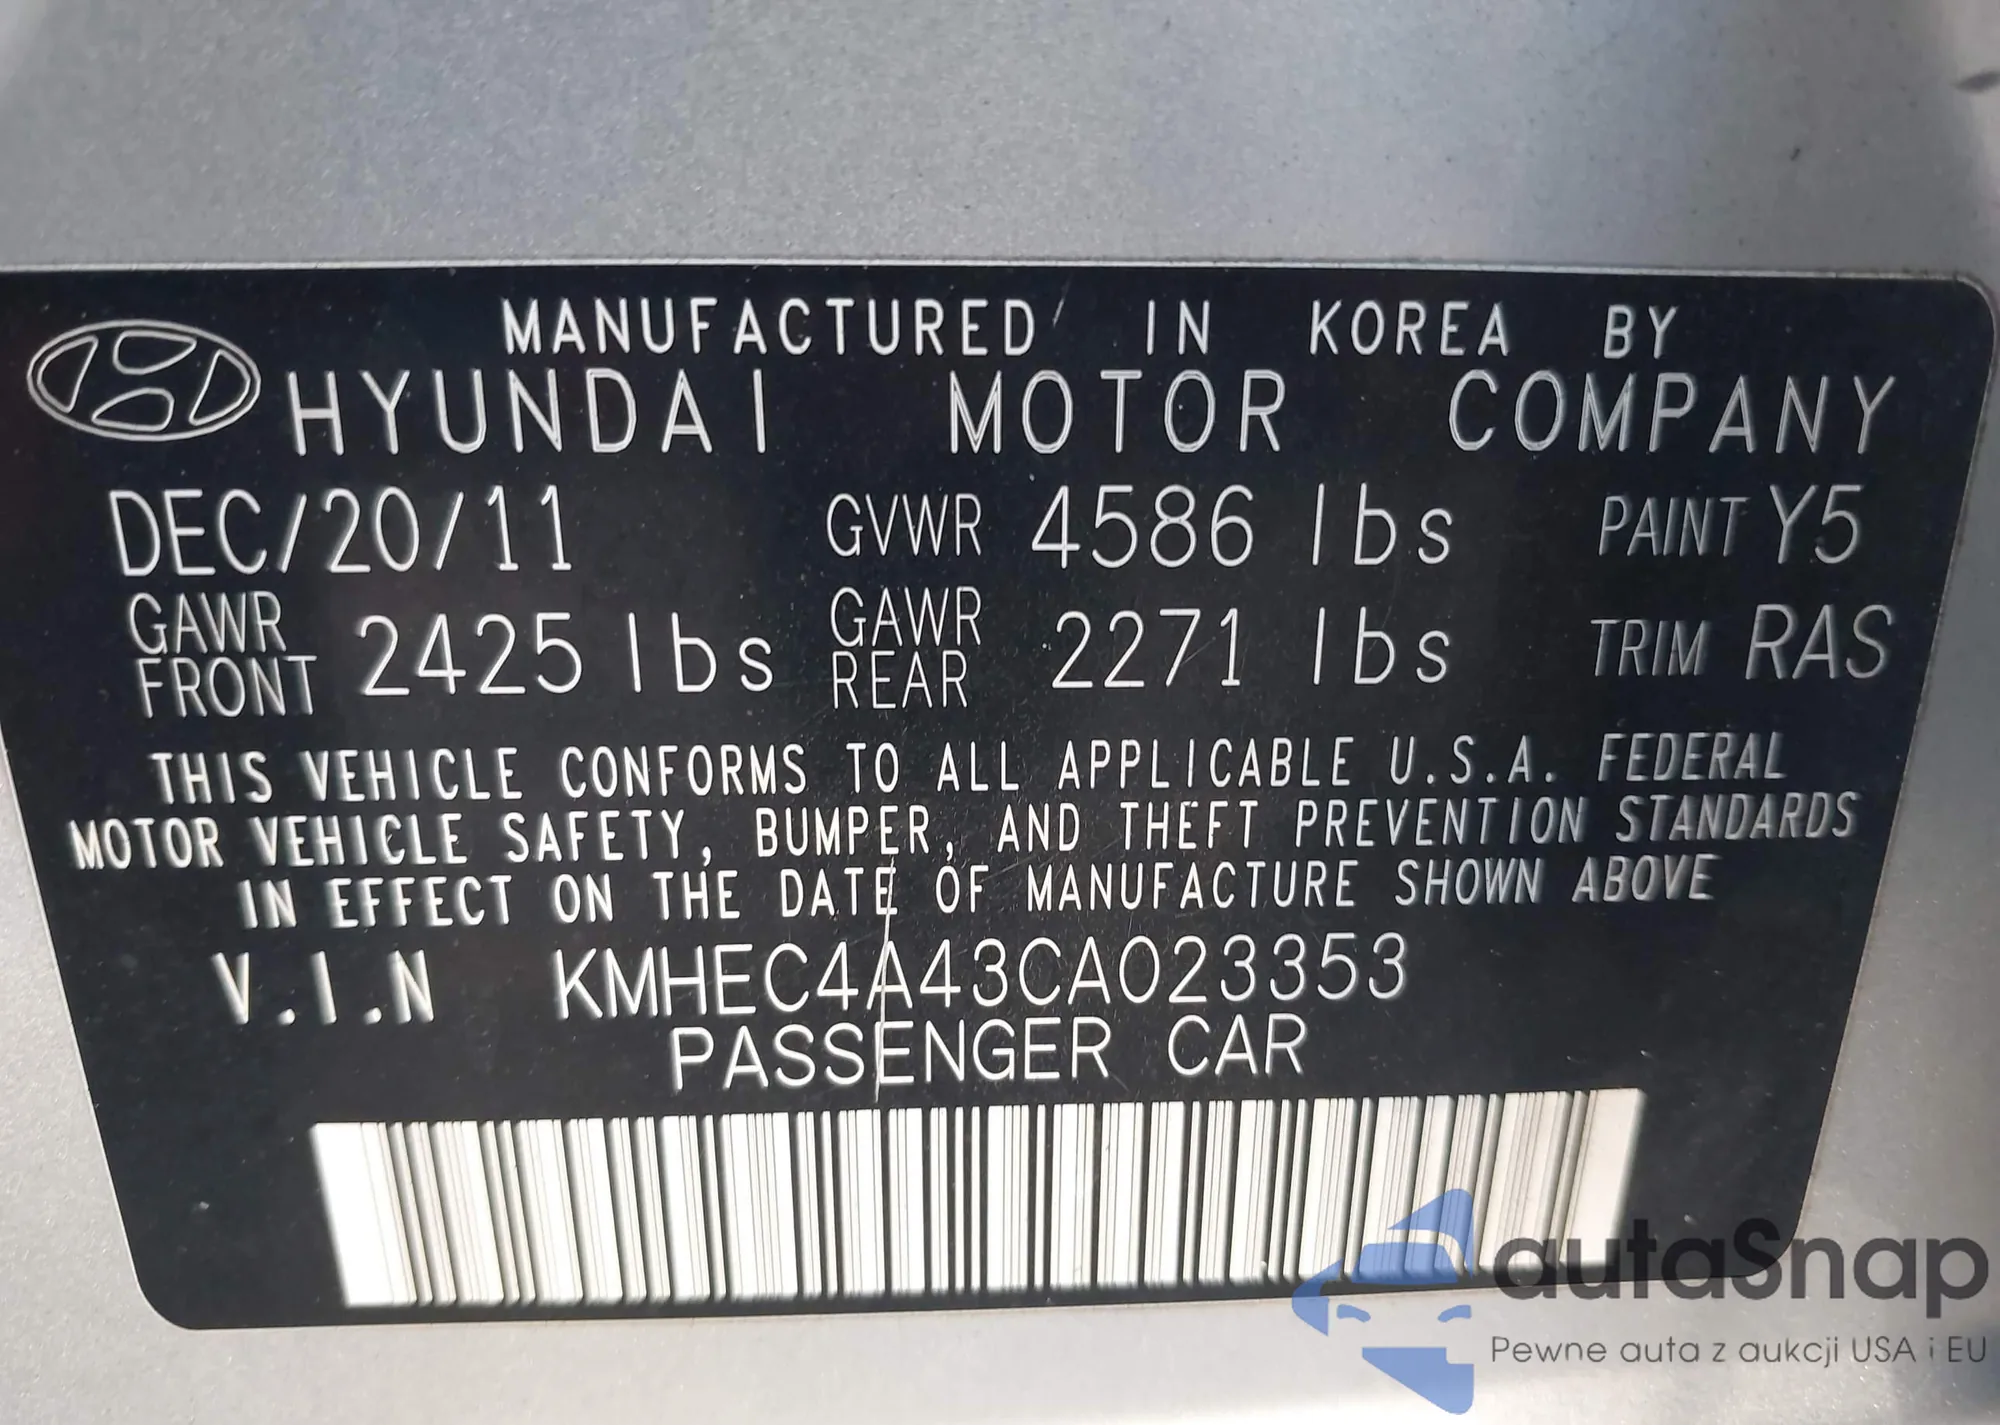 MANUFACTURED IN KOREA BY
HYUNDAI MOTOR COMPANY
DEC/20/11 GVWR 4586 lbs PAINT Y5
GAWR FRONT 2425 lbs GAWR REAR 2271 lbs TRIM RAS
THIS VEHICLE CONFORMS TO ALL APPLICABLE U.S.A. FEDERAL
MOTOR VEHICLE SAFETY, BUMPER, AND THEFT PREVENTION STANDARDS
IN EFFECT ON THE DATE OF MANUFACTURE SHOWN ABOVE
V.I.N KMHEC4A43CA023353
PASSENGER CAR
autaSnap
Pewne auta z aukcji USA i EU